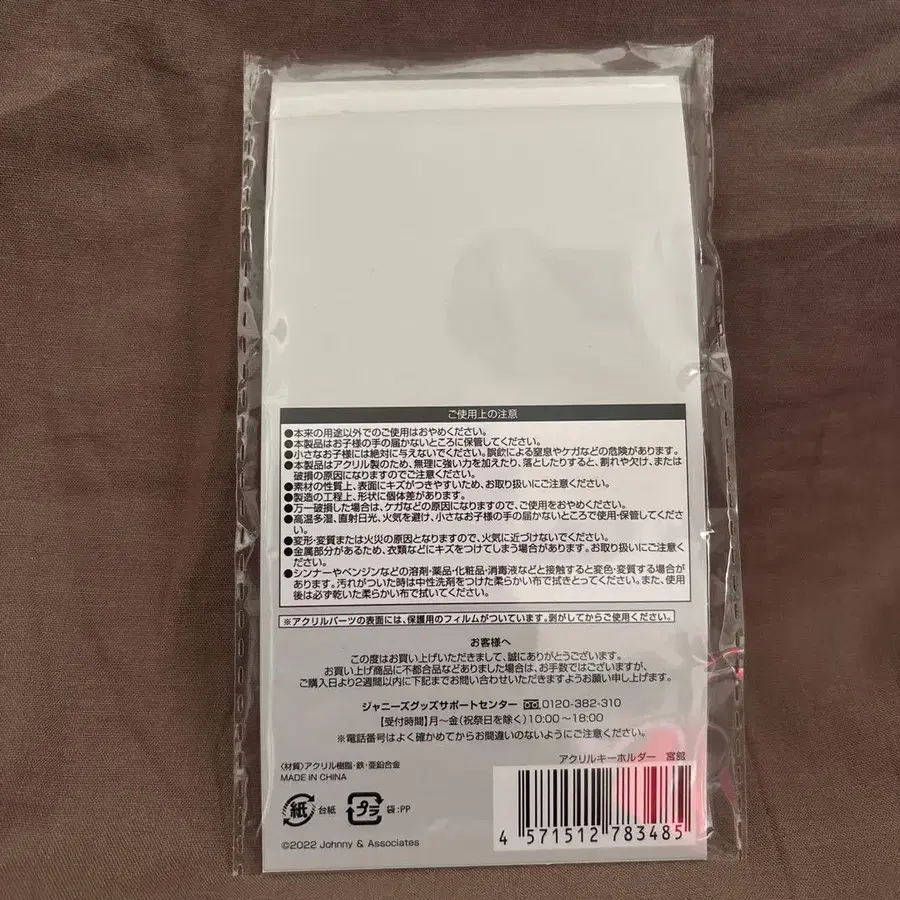 ご使用上の注意
●本来の用途以外でのご使用はおやめください。
●本製品はお子様の手の届かないところに保管してください。
●小さなお子様には絶対に与えないでください。誤飲による窒息やケガなどの危険があります。
●本製品はアクリル製のため、無理に強い力を加えたり、落としたりすると、割れや欠け、または
破損の原因になりますのでご注意ください。
●素材の性質上、表面にキズがつきやすいため、お取り扱いにご注意ください。
●製造の工程上、形状に個体差があります。
●万一破損した場合は、ケガなどの原因になりますので、ご使用をおやめください。
●高温多湿、直射日光、火気を避け、小さなお子様の手の届かないところで使用・保管してくださ
い。
●変形・変質または火災の原因となりますので、火気に近づけないでください。
●金属部分があるため、衣類などにキズをつけてしまう場合があります。お取り扱いにご注意くださ
い。
●シンナーやベンジンなどの溶剤・薬品・化粧品・消毒液などと接触すると変色・変質する場合が
あります。汚れがついた時は中性洗剤をつけた柔らかい布で拭きとってください。また、使用
後は必ず乾いた柔らかい布で拭いてください。
※アクリルパーツの表面には、保護用のフィルムがついています。剥がしてからご使用ください。
お客様へ
この度はお買い上げいただきまして、誠にありがとうございます。
お買い上げ商品に不都合品などありました場合は、お手数ではございますが、
ご購入日より2週間以内に下記までお問い合わせいただきますようお願い申し上げます。
ジャニーズグッズサポートセンター 0120-382-310
【受付時間】月〜金(祝祭日を除く)10:00〜18:00
※電話番号はよく確かめてからお間違いのないようにご注意ください。
アクリルキーホルダー 宮舘
〈材質〉アクリル樹脂・鉄・亜鉛合金
MADE IN CHINA
紙 台紙 プラ 袋:PP
4 571512 783485
©2022 Johnny & Associates